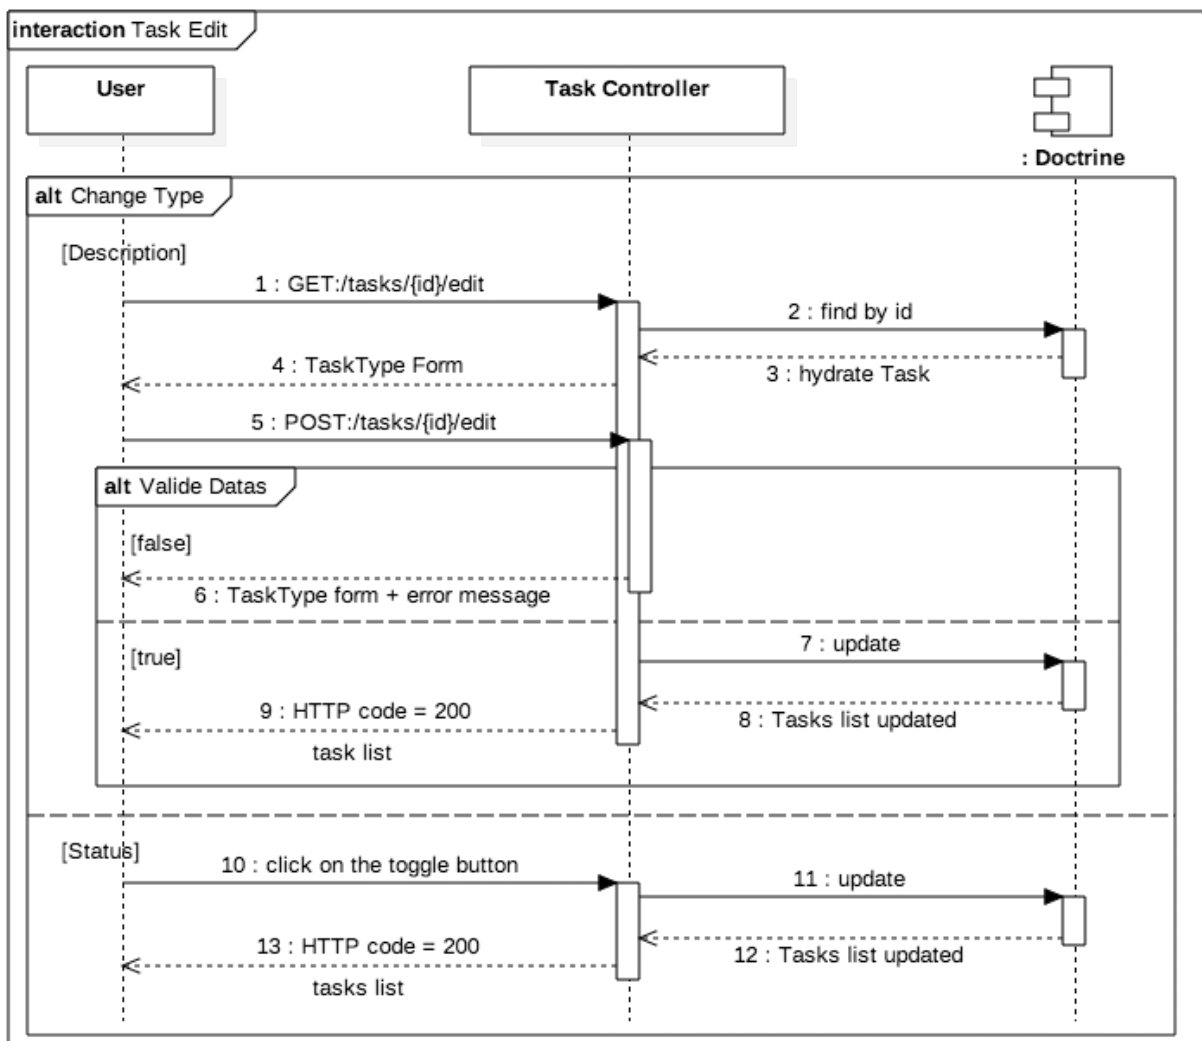 interaction Task Edit
User
Task Controller
: Doctrine
alt Change Type
[Description]
1 : GET:/tasks/{id}/edit
2 : find by id
3 : hydrate Task
4 : TaskType Form
5 : POST:/tasks/{id}/edit
alt Valide Datas
[false]
6 : TaskType form + error message
[true]
7 : update
8 : Tasks list updated
9 : HTTP code = 200
task list
[Status]
10 : click on the toggle button
11 : update
12 : Tasks list updated
13 : HTTP code = 200
tasks list